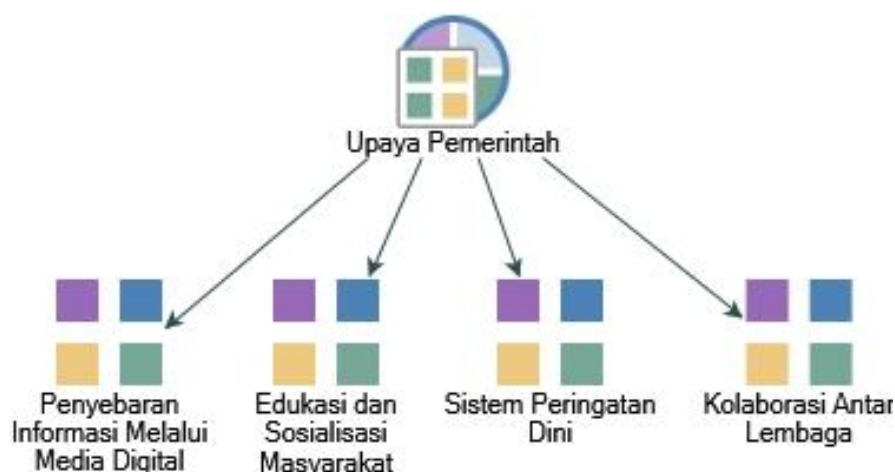 Upaya Pemerintah
Penyebaran
Informasi Melalui
Media Digital
Edukasi dan
Sosialisasi
Masyarakat
Sistem Peringatan
Dini
Kolaborasi Antar
Lembaga